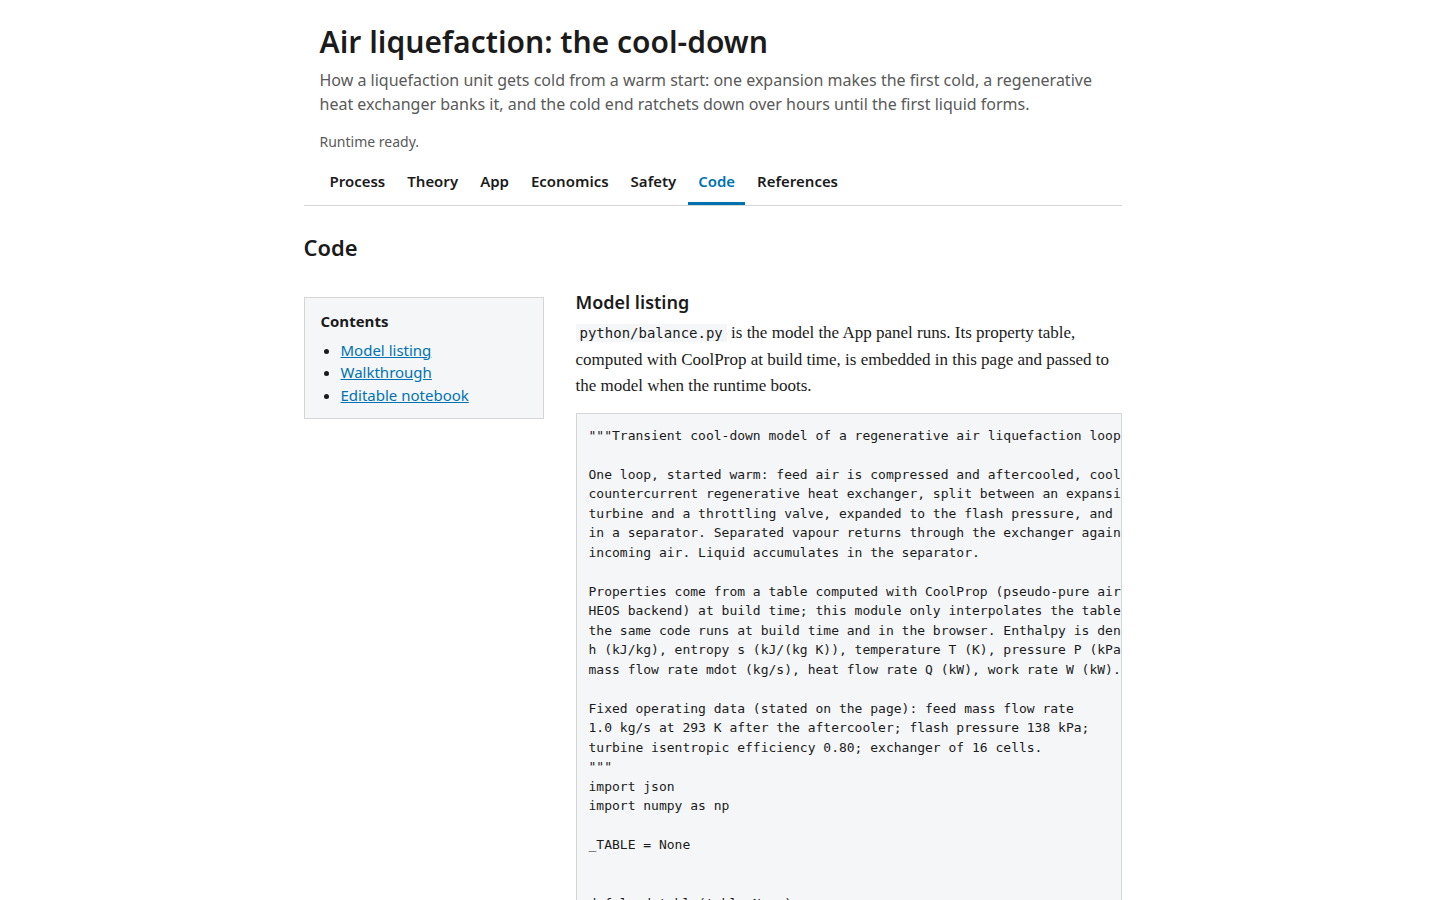 Air liquefaction: the cool-down
How a liquefaction unit gets cold from a warm start: one expansion makes the first cold, a regenerative
heat exchanger banks it, and the cold end ratchets down over hours until the first liquid forms.
Runtime ready.
Process Theory App Economics Safety Code References
Code
Contents
Model listing
Walkthrough
Editable notebook
Model listing
python/balance.py is the model the App panel runs. Its property table,
computed with CoolProp at build time, is embedded in this page and passed to
the model when the runtime boots.
"""Transient cool-down model of a regenerative air liquefaction loop
One loop, started warm: feed air is compressed and aftercooled, cool
countercurrent regenerative heat exchanger, split between an expansi
turbine and a throttling valve, expanded to the flash pressure, and
in a separator. Separated vapour returns through the exchanger again
incoming air. Liquid accumulates in the separator.
Properties come from a table computed with CoolProp (pseudo-pure air
HEOS backend) at build time; this module only interpolates the table
the same code runs at build time and in the browser. Enthalpy is den
h (kJ/kg), entropy s (kJ/(kg K)), temperature T (K), pressure P (kPa
mass flow rate mdot (kg/s), heat flow rate Q (kW), work rate W (kW).
Fixed operating data (stated on the page): feed mass flow rate
1.0 kg/s at 293 K after the aftercooler; flash pressure 138 kPa;
turbine isentropic efficiency 0.80; exchanger of 16 cells.
"""
import json
import numpy as np
_TABLE = None